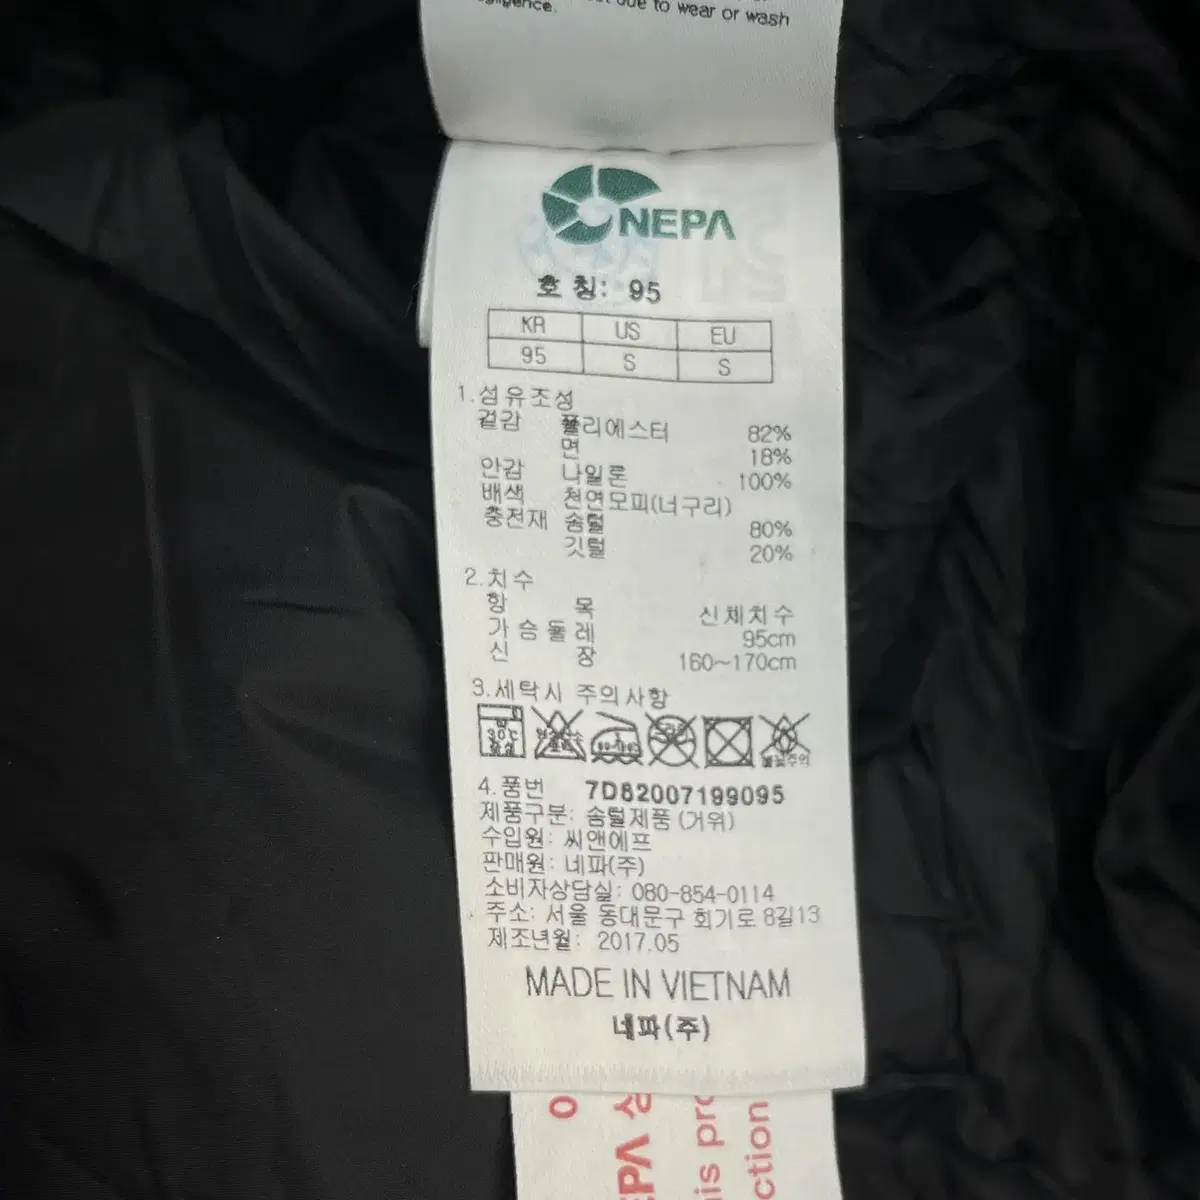 due to wear or wash
NEPA
호 칭: 95
KR US EU
95 S S
1.섬유조성
겉감 폴리에스터 82%
면 18%
안감 나일론 100%
배색 천연모피(너구리)
충전재 솜털 80%
깃털 20%
2.치수
항 목 신체치수
가슴둘레 95cm
신 장 160~170cm
3.세탁시 주의사항
30℃
4.품번 7D82007199095
제품구분: 솜털제품 (거위)
수입원: 씨앤에프
판매원: 네파(주)
소비자상담실: 080-854-0114
주소: 서울 동대문구 회기로 8길13
제조년월: 2017.05
MADE IN VIETNAM
네파(주)